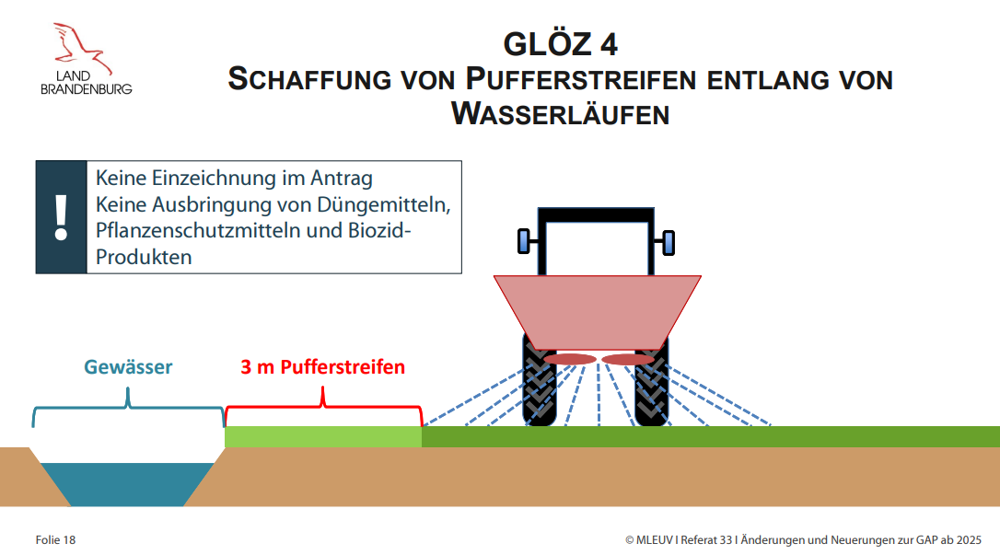 LAND
BRANDENBURG
GLÖZ 4
SCHAFFUNG VON PUFFERSTREIFEN ENTLANG VON
WASSERLÄUFEN
!
Keine Einzeichnung im Antrag
Keine Ausbringung von Düngemitteln,
Pflanzenschutzmitteln und Biozid-
Produkten
Gewässer
3 m Pufferstreifen
Folie 18
© MLEUV I Referat 33 I Änderungen und Neuerungen zur GAP ab 2025